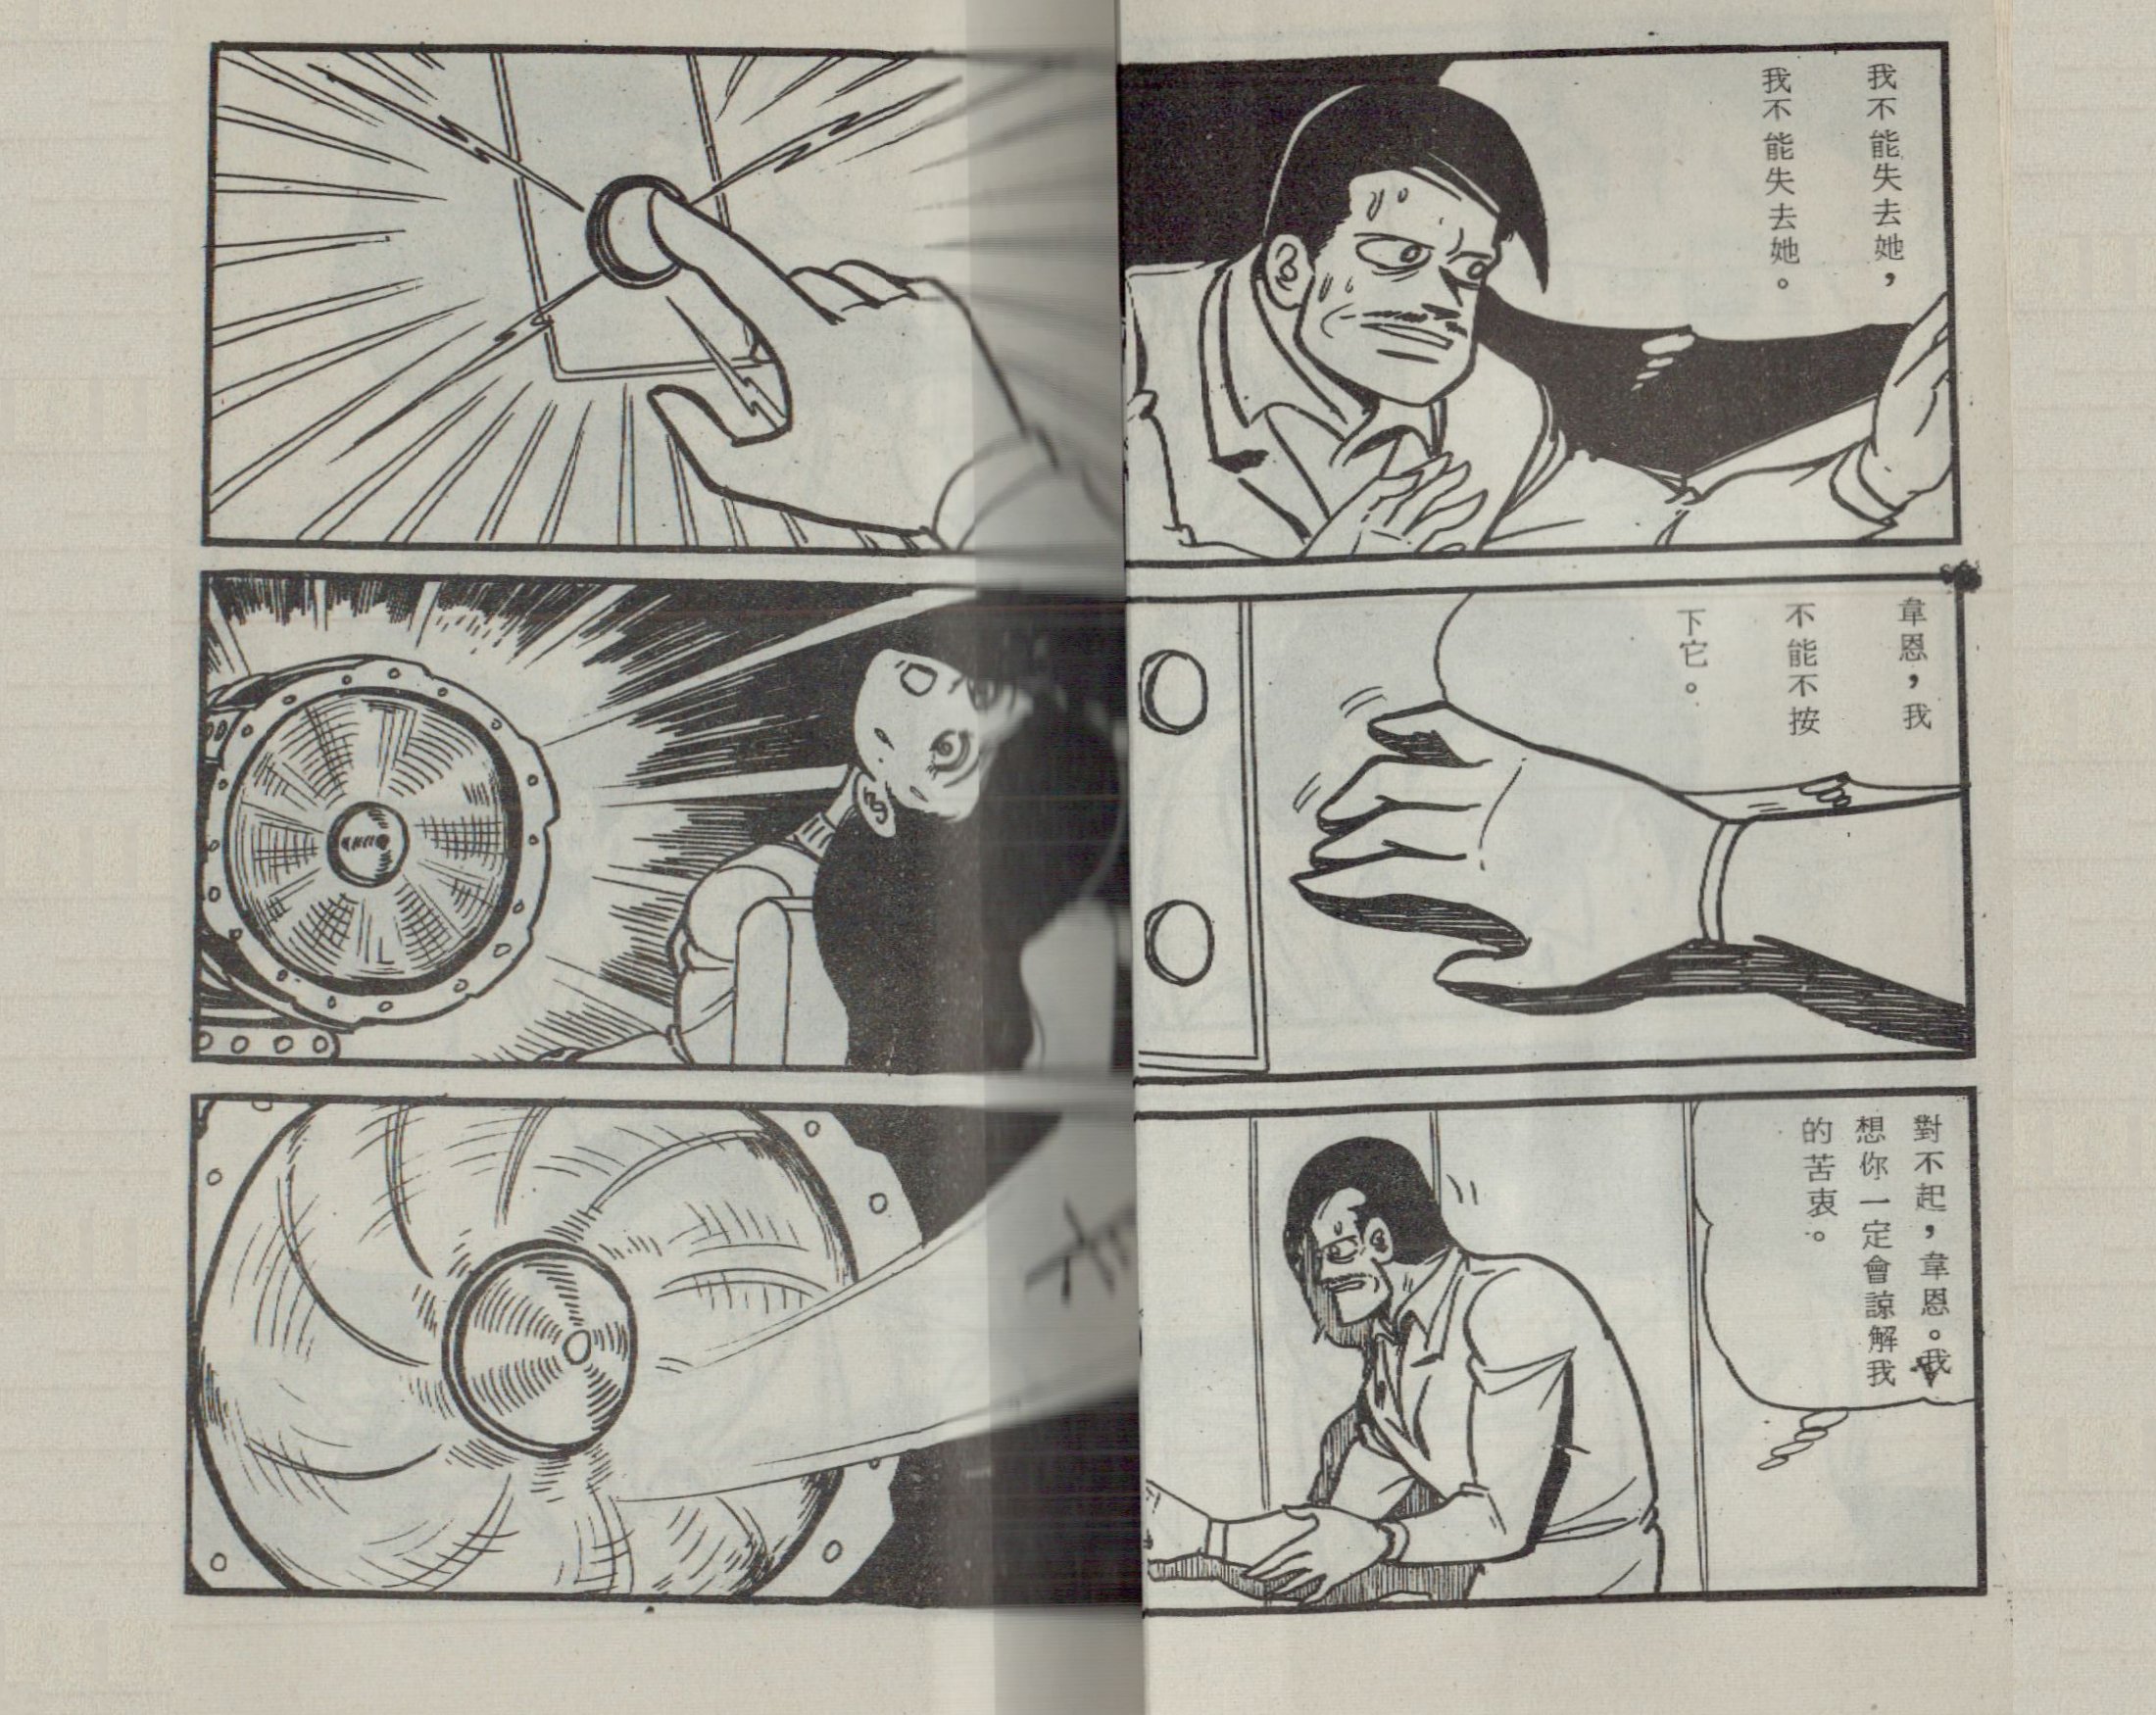 我不能失去她，
我不能失去她。
韋恩，我
不能不按
下它。
對不起，韋恩。我
想你一定會諒解我
的苦衷。